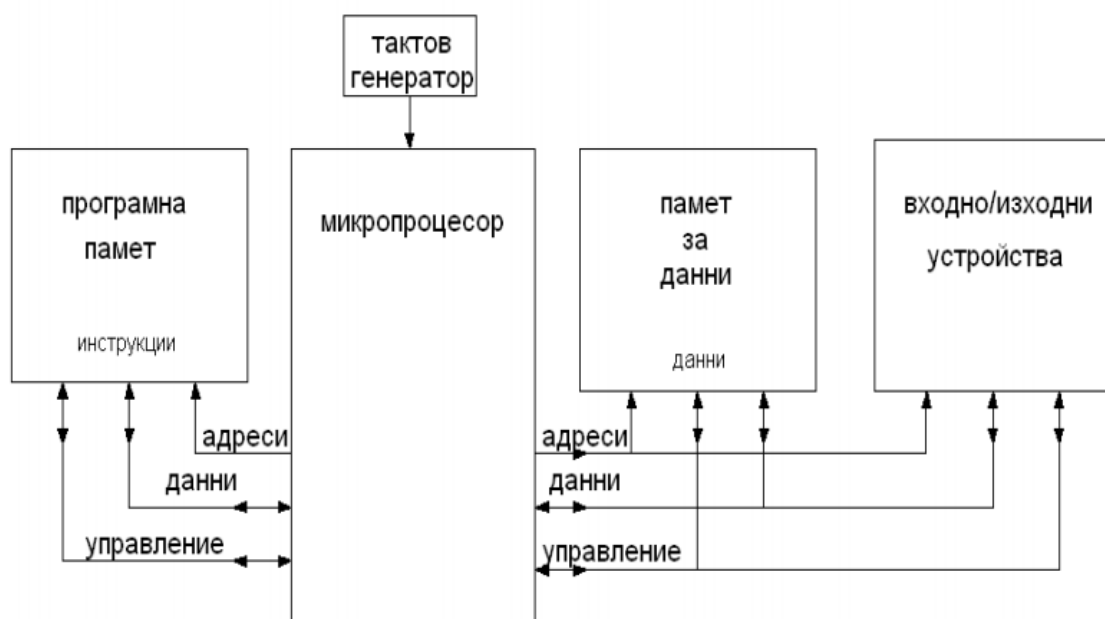 тактов
генератор
програмна
памет
инструкции
микропроцесор
памет
за
данни
данни
входно/изходни
устройства
адреси
данни
управление
адреси
данни
управление